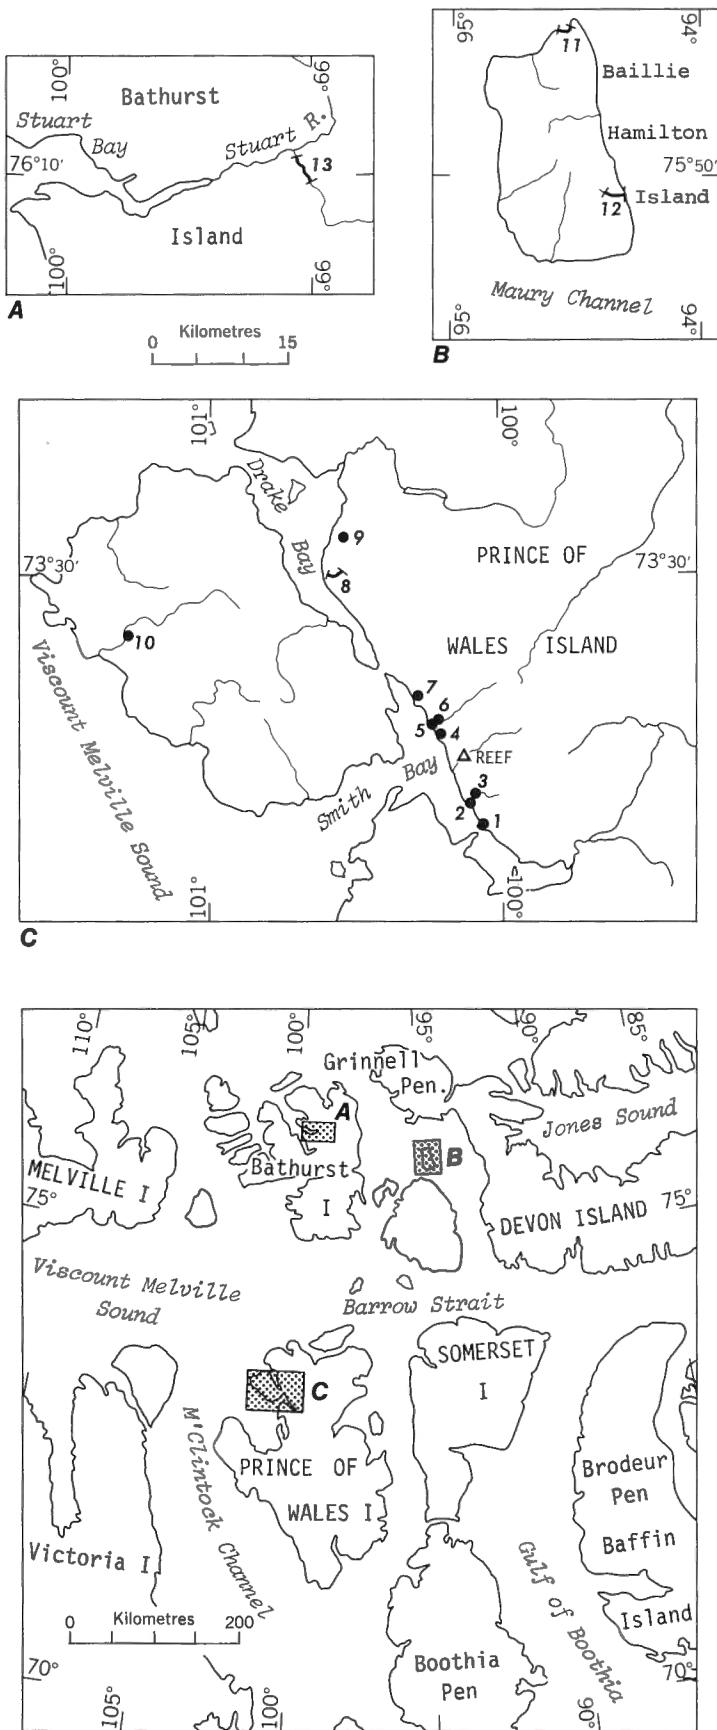 100°
99°
Bathurst
Stuart
Bay
Stuart R.
76°10'
13
Island
100°
99°
A
Kilometres
0 15
95°
94°
11
Baillie
Hamilton
75°50'
12
Island
Maury Channel
95°
94°
B
101°
100°
Drake
Bay
9
PRINCE OF
73°30'
73°30'
8
10
WALES ISLAND
7
6
5
4
REEF
Viscount Melville Sound
Smith
Bay
3
2
1
101°
100°
C
110°
105°
100°
95°
90°
85°
Grinnell
Pen.
A
Jones Sound
B
MELVILLE I
Bathurst
I
75°
75°
DEVON ISLAND
Viscount Melville
Sound
Barrow Strait
SOMERSET
I
C
M'Clintock Channel
PRINCE OF
WALES I
Brodeur
Pen
Baffin
Victoria I
Gulf of Boothia
Kilometres
0 200
Island
70°
70°
Boothia
Pen
105°
100°
90°